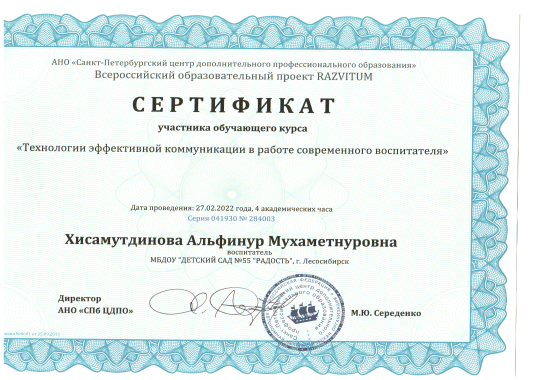 АНО «Санкт-Петербургский центр дополнительного профессионального образования»
Всероссийский образовательный проект RAZVITUM
СЕРТИФИКАТ
участника обучающего курса
«Технологии эффективной коммуникации в работе современного воспитателя»
Дата проведения: 27.02.2022 года, 4 академических часа
Серия 041930 № 284003
Хисамутдинова Альфинур Мухаметнуровна
воспитатель
МБДОУ "ДЕТСКИЙ САД №55 "РАДОСТЬ", г. Лесосибирск
Директор
АНО «СПб ЦДПО»
М.Ю. Середенко